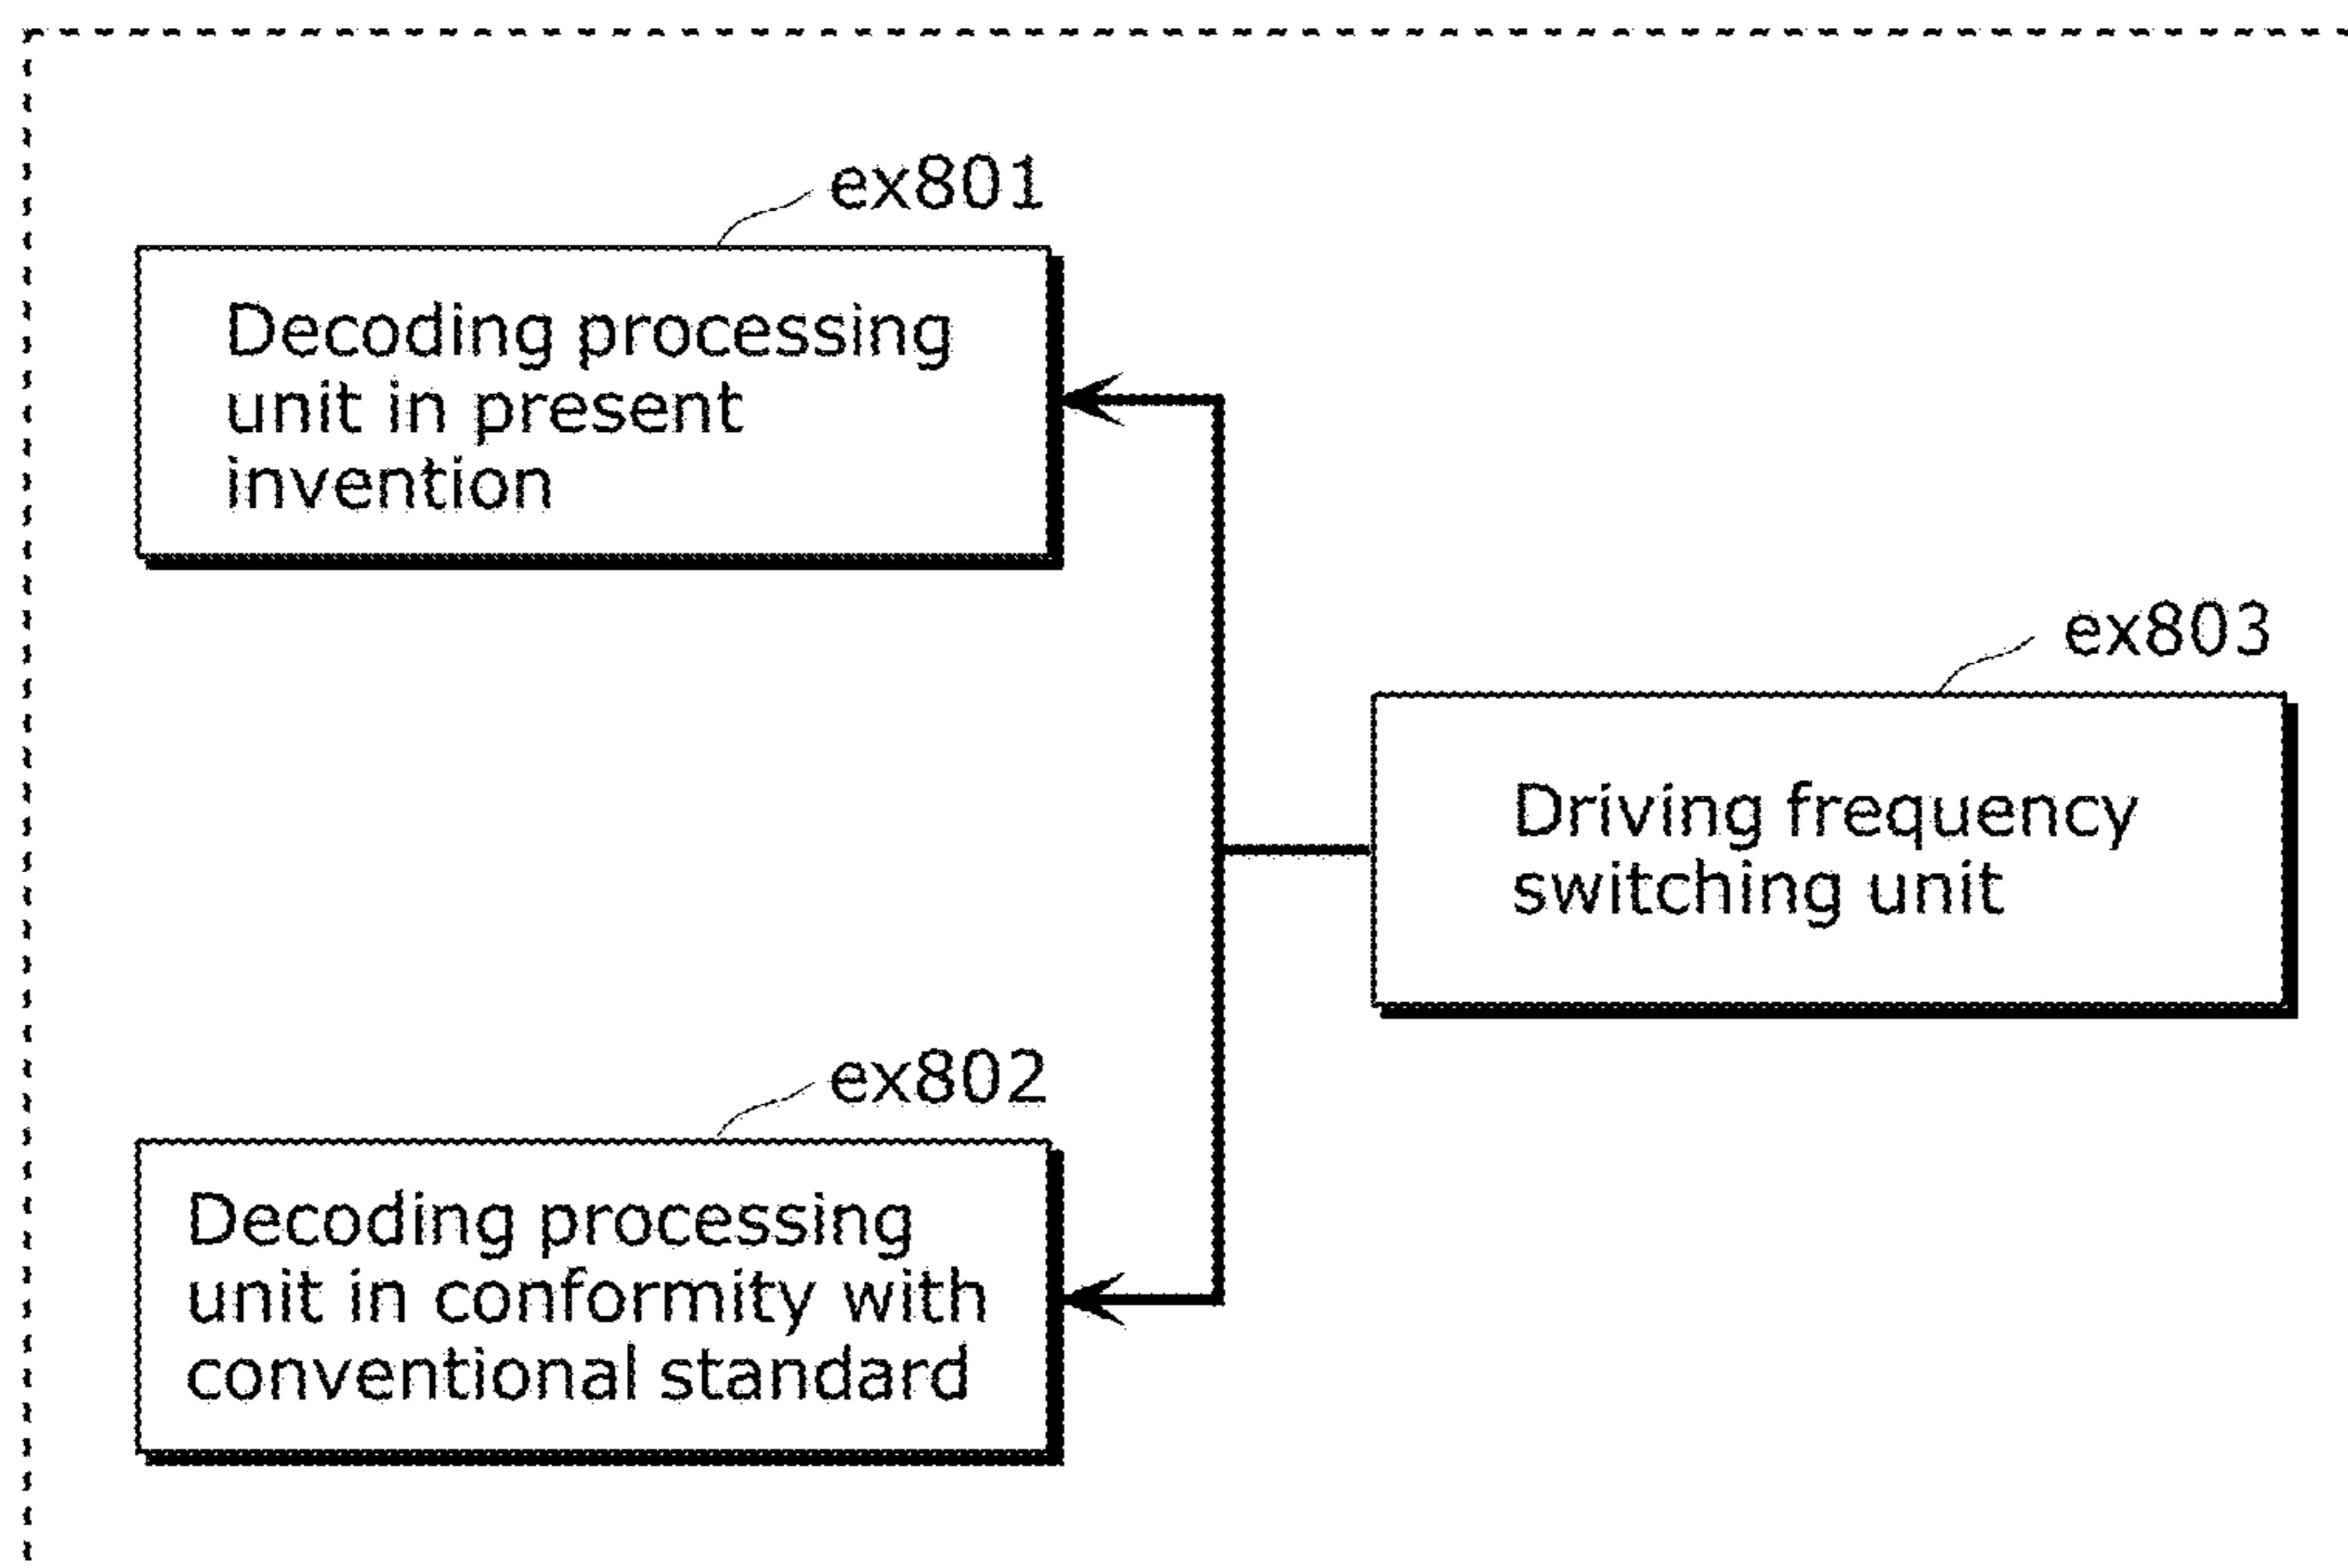 ex801
Decoding processing
unit in present
invention
ex803
Driving frequency
switching unit
ex802
Decoding processing
unit in conformity with
conventional standard